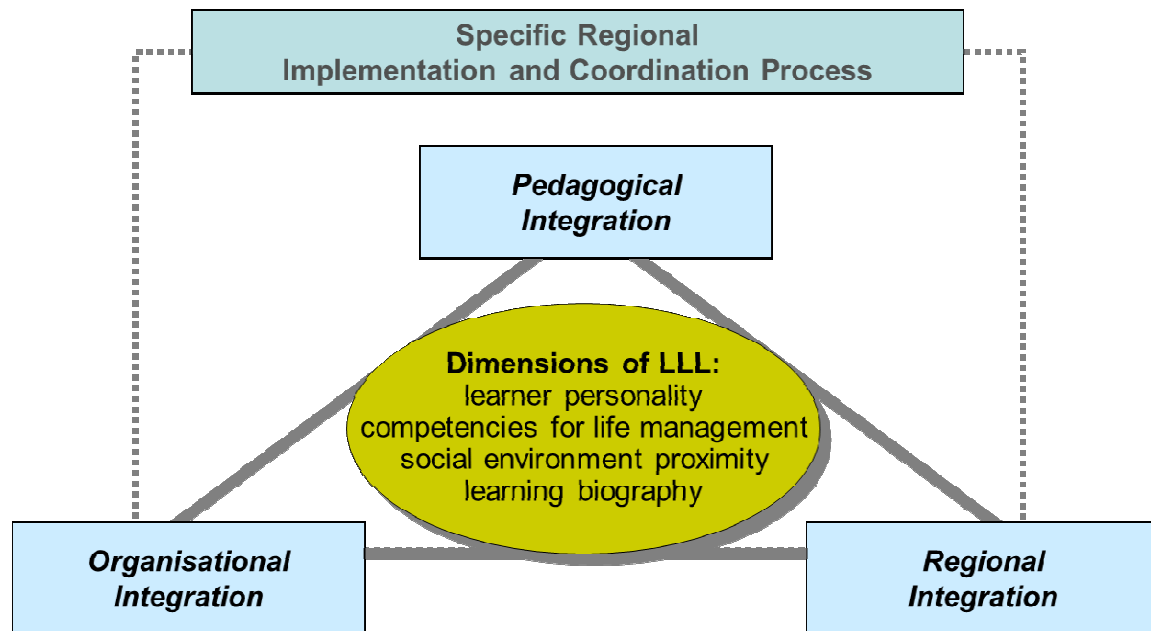 Specific Regional
Implementation and Coordination Process
Pedagogical
Integration
Dimensions of LLL:
learner personality
competencies for life management
social environment proximity
learning biography
Organisational
Integration
Regional
Integration